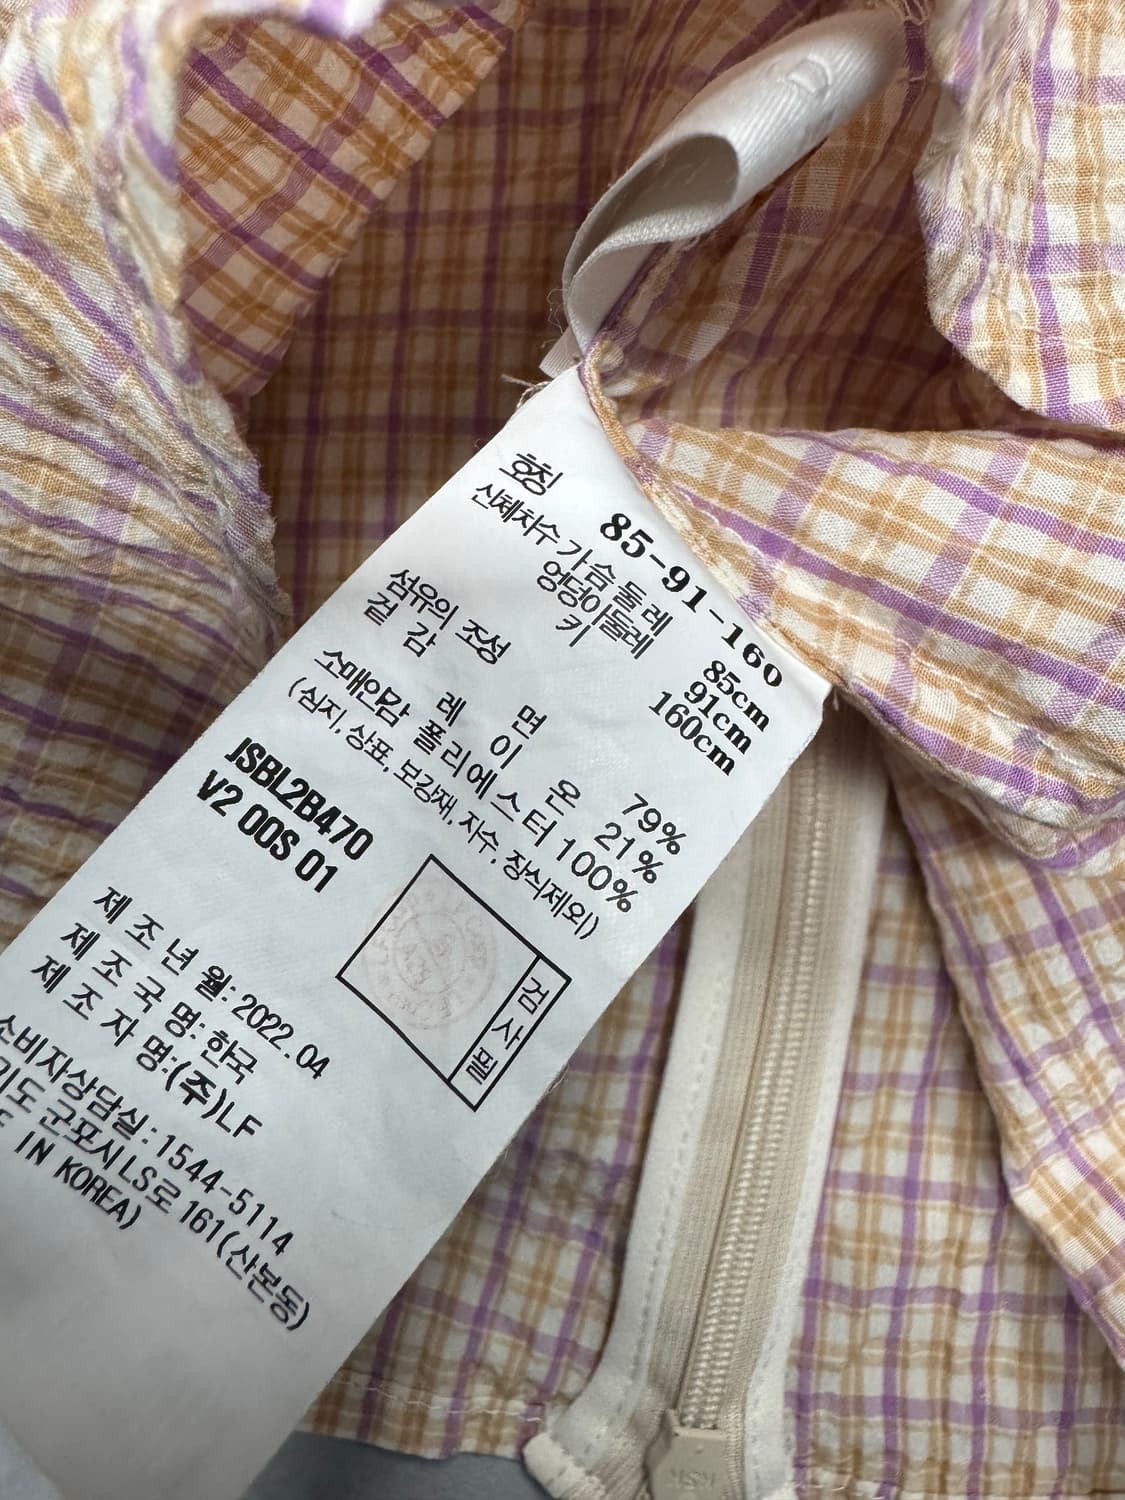 호칭 85-91-160
신체치수 가슴둘레 85cm
엉덩이둘레 91cm
키 160cm
섬유의 조성
겉감 면 79%
레이온 21%
소매안감 폴리에스터 100%
(심지, 상표, 보강재, 자수, 장식제외)
JSBL2B470
V2 00S 01
검사필
제조년월: 2022.04
제조국명: 한국
제조자명:(주)LF
소비자상담실: 1544-5114
기도 군포시 LS로 161(산본동)
IN KOREA)